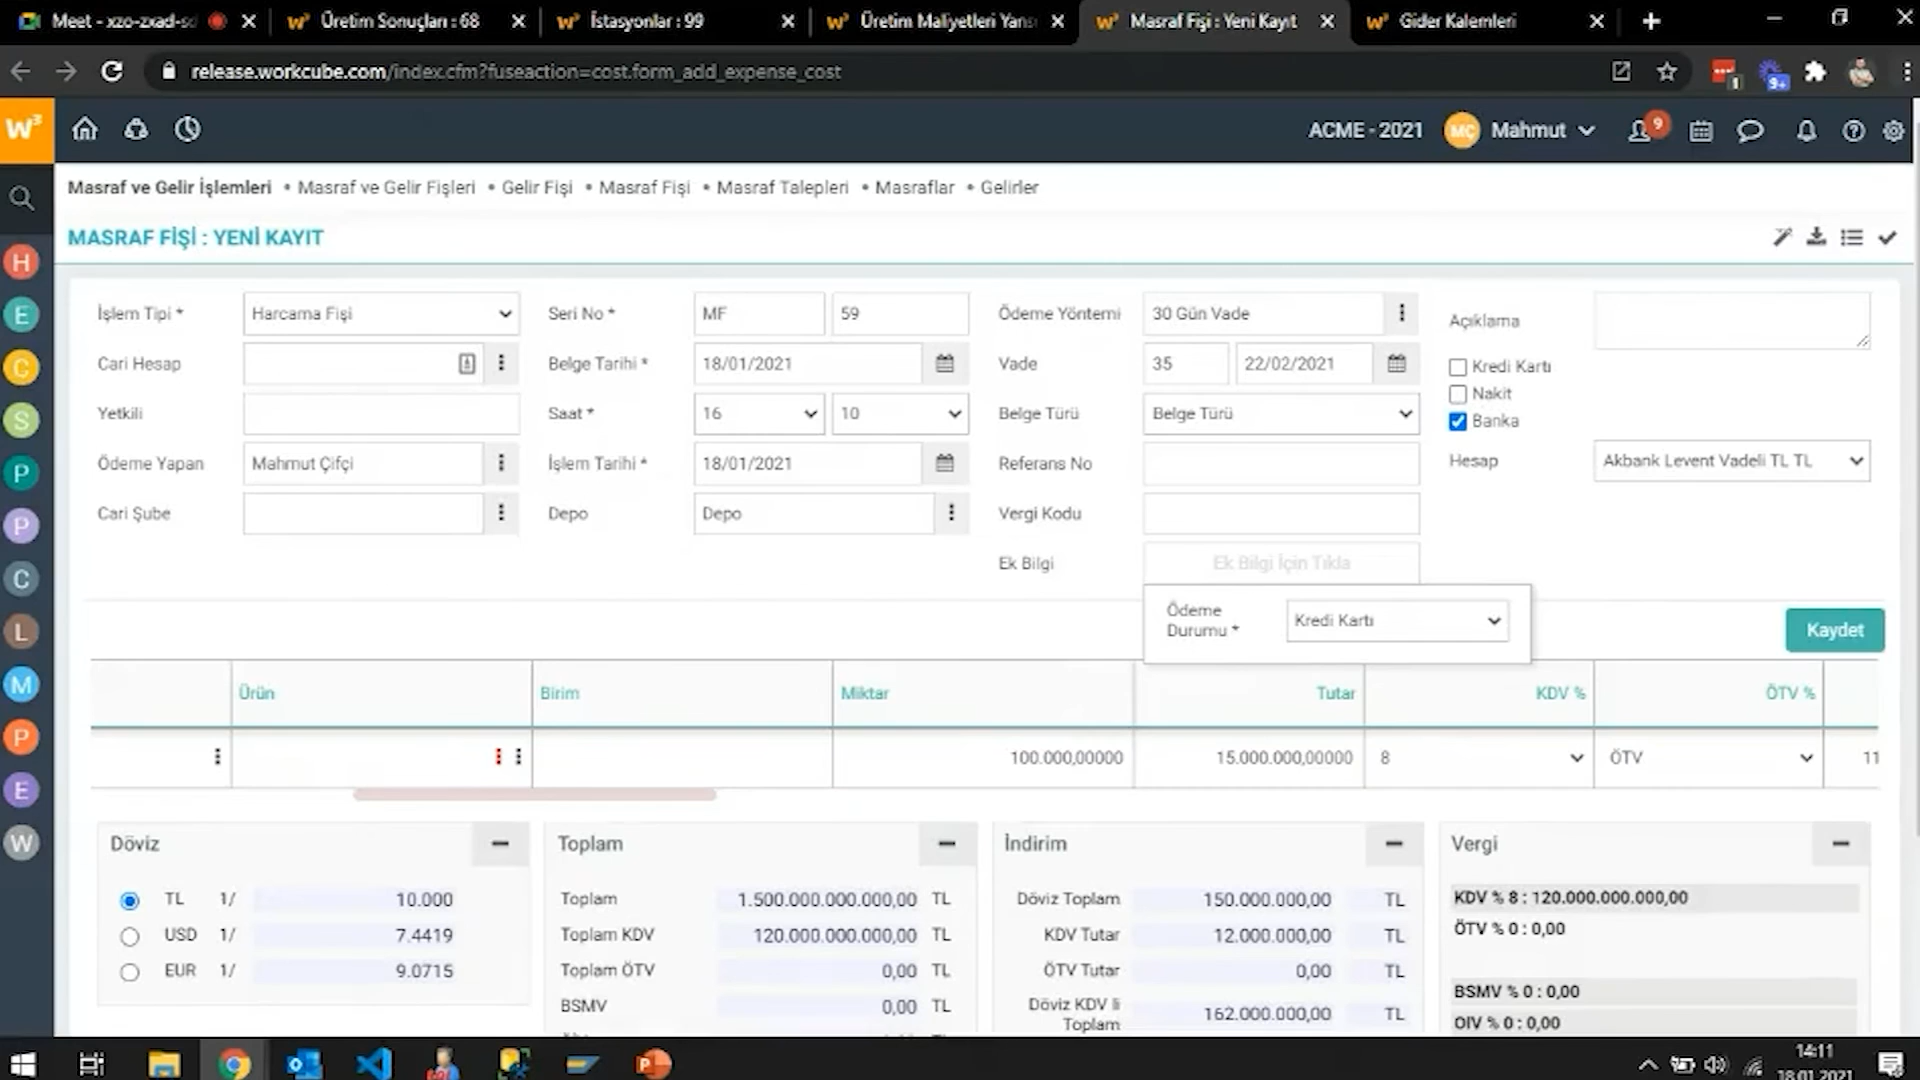 Meet - xzo-zxad-sd
Üretim Sonuçları : 68
İstasyonlar : 99
Üretim Maliyetleri Yansı
Masraf Fişi : Yeni Kayıt
Gider Kalemleri
release.workcube.com/index.cfm?fuseaction=cost.form_add_expense_cost
1
9+
W³
ACME - 2021
MÇ
Mahmut
9
Masraf ve Gelir İşlemleri • Masraf ve Gelir Fişleri • Gelir Fişi • Masraf Fişi • Masraf Talepleri • Masraflar • Gelirler
MASRAF FİŞİ : YENİ KAYIT
H
E
C
S
P
P
C
L
M
P
E
W
İşlem Tipi * Harcama Fişi
Cari Hesap
Yetkili
Ödeme Yapan Mahmut Çifçi
Cari Şube
Seri No * MF 59
Belge Tarihi * 18/01/2021
Saat * 16 10
İşlem Tarihi * 18/01/2021
Depo Depo
Ödeme Yöntemi 30 Gün Vade
Vade 35 22/02/2021
Belge Türü Belge Türü
Referans No
Vergi Kodu
Ek Bilgi Ek Bilgi İçin Tıkla
Açıklama
Kredi Kartı
Nakit
Banka
Hesap Akbank Levent Vadeli TL TL
Ödeme
Durumu * Kredi Kartı
Kaydet
Ürün Birim Miktar Tutar KDV % ÖTV %
100.000,00000 15.000.000,00000 8 ÖTV 11
Döviz
TL 1/ 10.000
USD 1/ 7.4419
EUR 1/ 9.0715
Toplam
Toplam 1.500.000.000.000,00 TL
Toplam KDV 120.000.000.000,00 TL
Toplam ÖTV 0,00 TL
BSMV 0,00 TL
İndirim
Döviz Toplam 150.000.000,00 TL
KDV Tutar 12.000.000,00 TL
ÖTV Tutar 0,00 TL
Döviz KDV li
Toplam 162.000.000,00 TL
Vergi
KDV % 8 : 120.000.000.000,00
ÖTV % 0 : 0,00
BSMV % 0 : 0,00
OIV % 0 : 0,00
14:11
18.01.2021